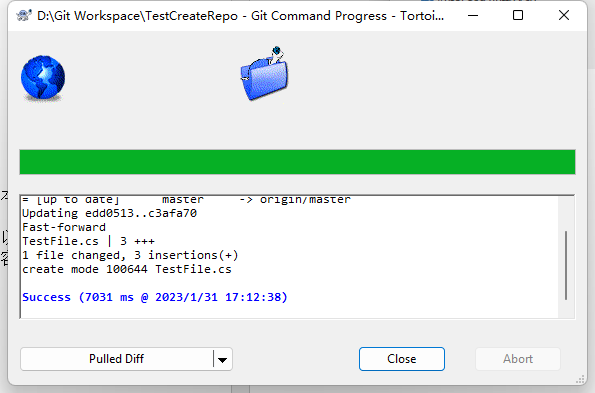 D:\Git Workspace\TestCreateRepo - Git Command Progress - Tortoi...
= [up to date] master -> origin/master
Updating edd0513..c3afa70
Fast-forward
TestFile.cs | 3 +++
1 file changed, 3 insertions(+)
create mode 100644 TestFile.cs
Success (7031 ms @ 2023/1/31 17:12:38)
Pulled Diff
Close
Abort